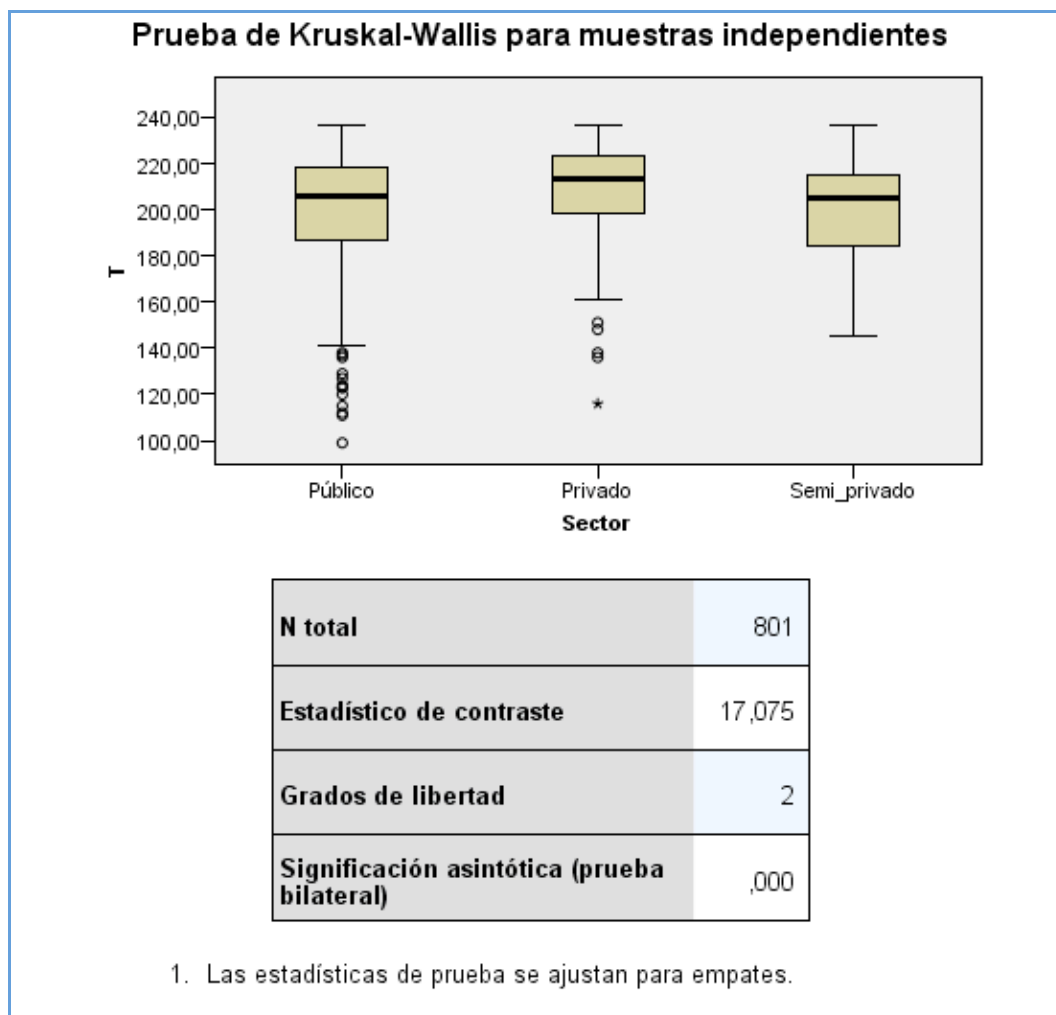 Prueba de Kruskal-Wallis para muestras independientes
240,00
220,00
200,00
180,00
160,00
140,00
120,00
100,00
T
Público
Privado
Semi_privado
Sector
N total
801
Estadístico de contraste
17,075
Grados de libertad
2
Significación asintótica (prueba
bilateral)
,000
1. Las estadísticas de prueba se ajustan para empates.